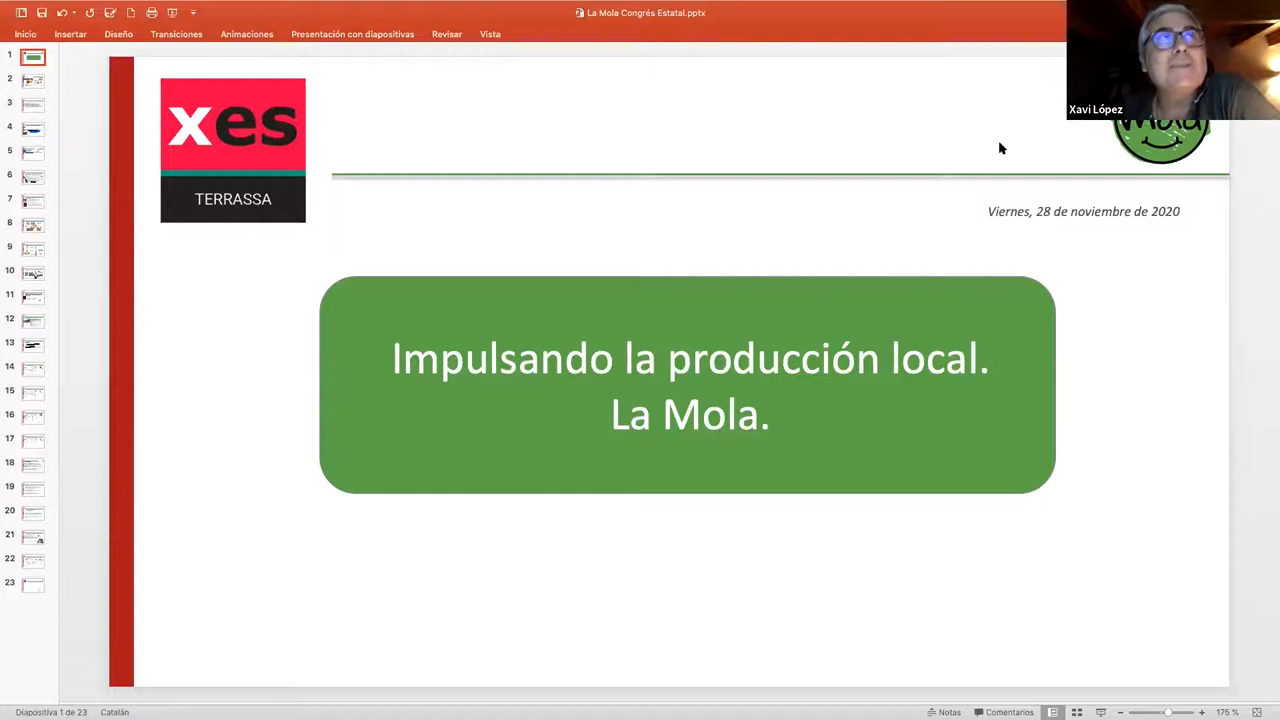 La Mola Congrés Estatal.pptx
Inicio Insertar Diseño Transiciones Animaciones Presentación con diapositivas Revisar Vista
Xavi López
xes
TERRASSA
Mola
Viernes, 28 de noviembre de 2020
Impulsando la producción local.
La Mola.
1
2
3
4
5
6
7
8
9
10
11
12
13
14
15
16
17
18
19
20
21
22
23
Diapositiva 1 de 23 Catalán Notas Comentarios 175 %